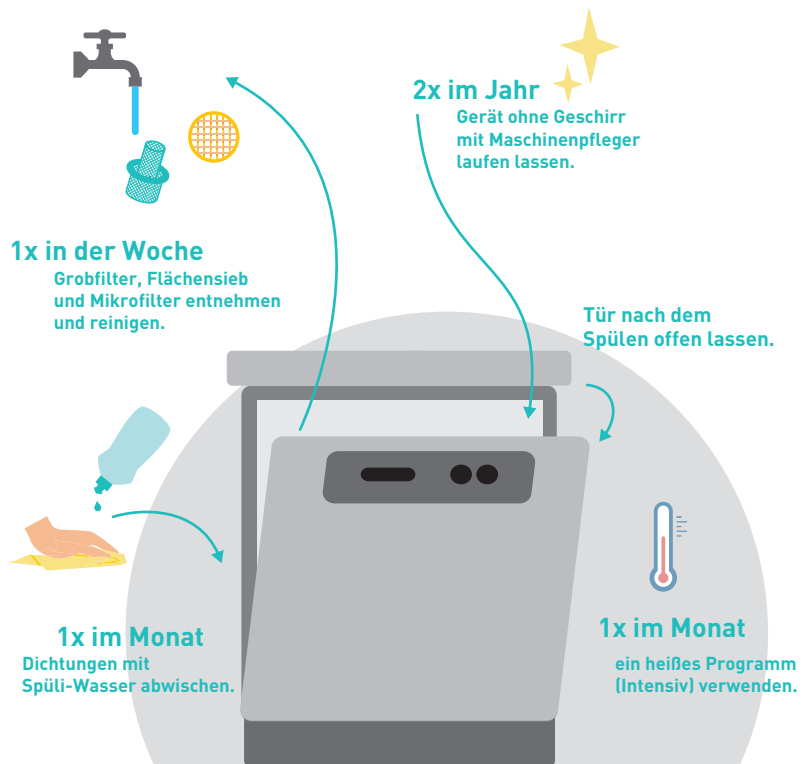 2x im Jahr
Gerät ohne Geschirr
mit Maschinenpfleger
laufen lassen.
1x in der Woche
Grobfilter, Flächensieb
und Mikrofilter entnehmen
und reinigen.
Tür nach dem
Spülen offen lassen.
1x im Monat
Dichtungen mit
Spüli-Wasser abwischen.
1x im Monat
ein heißes Programm
(Intensiv) verwenden.